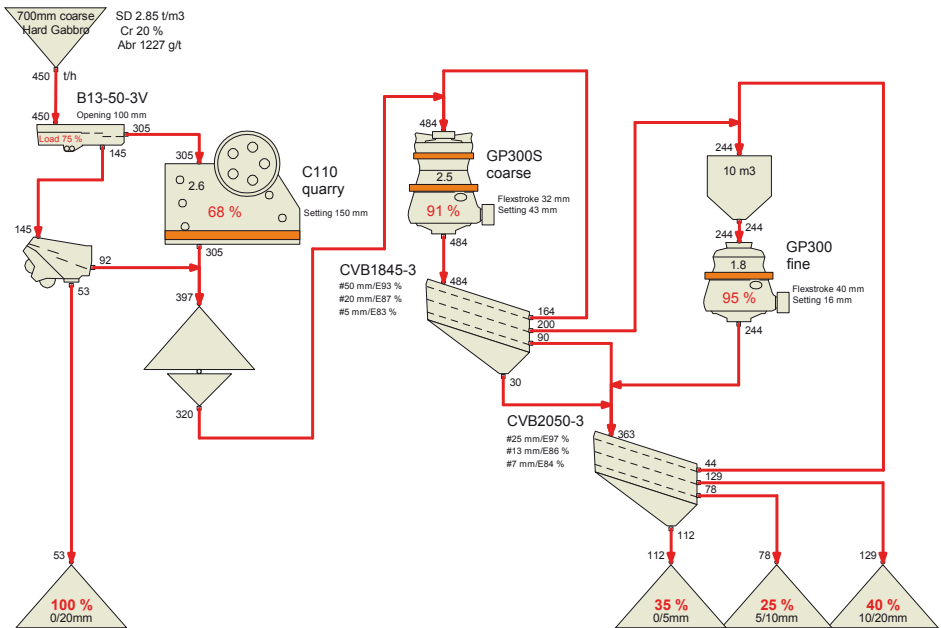 700mm coarse
Hard Gabbro
SD 2.85 t/m3
Cr 20 %
Abr 1227 g/t
450 t/h
B13-50-3V
Opening 100 mm
450
Load 75 %
305
145
305
2.6
68 %
C110
quarry
Setting 150 mm
305
145
92
53
397
320
484
2.5
91 %
GP300S
coarse
Flexstroke 32 mm
Setting 43 mm
484
CVB1845-3
#50 mm/E93 %
#20 mm/E87 %
#5 mm/E83 %
484
164
200
90
30
244
10 m3
244
244
GP300
fine
1.8
95 %
Flexstroke 40 mm
Setting 16 mm
244
CVB2050-3
#25 mm/E97 %
#13 mm/E86 %
#7 mm/E84 %
363
44
129
78
112
53
112
78
129
100 %
0/20mm
35 %
0/5mm
25 %
5/10mm
40 %
10/20mm